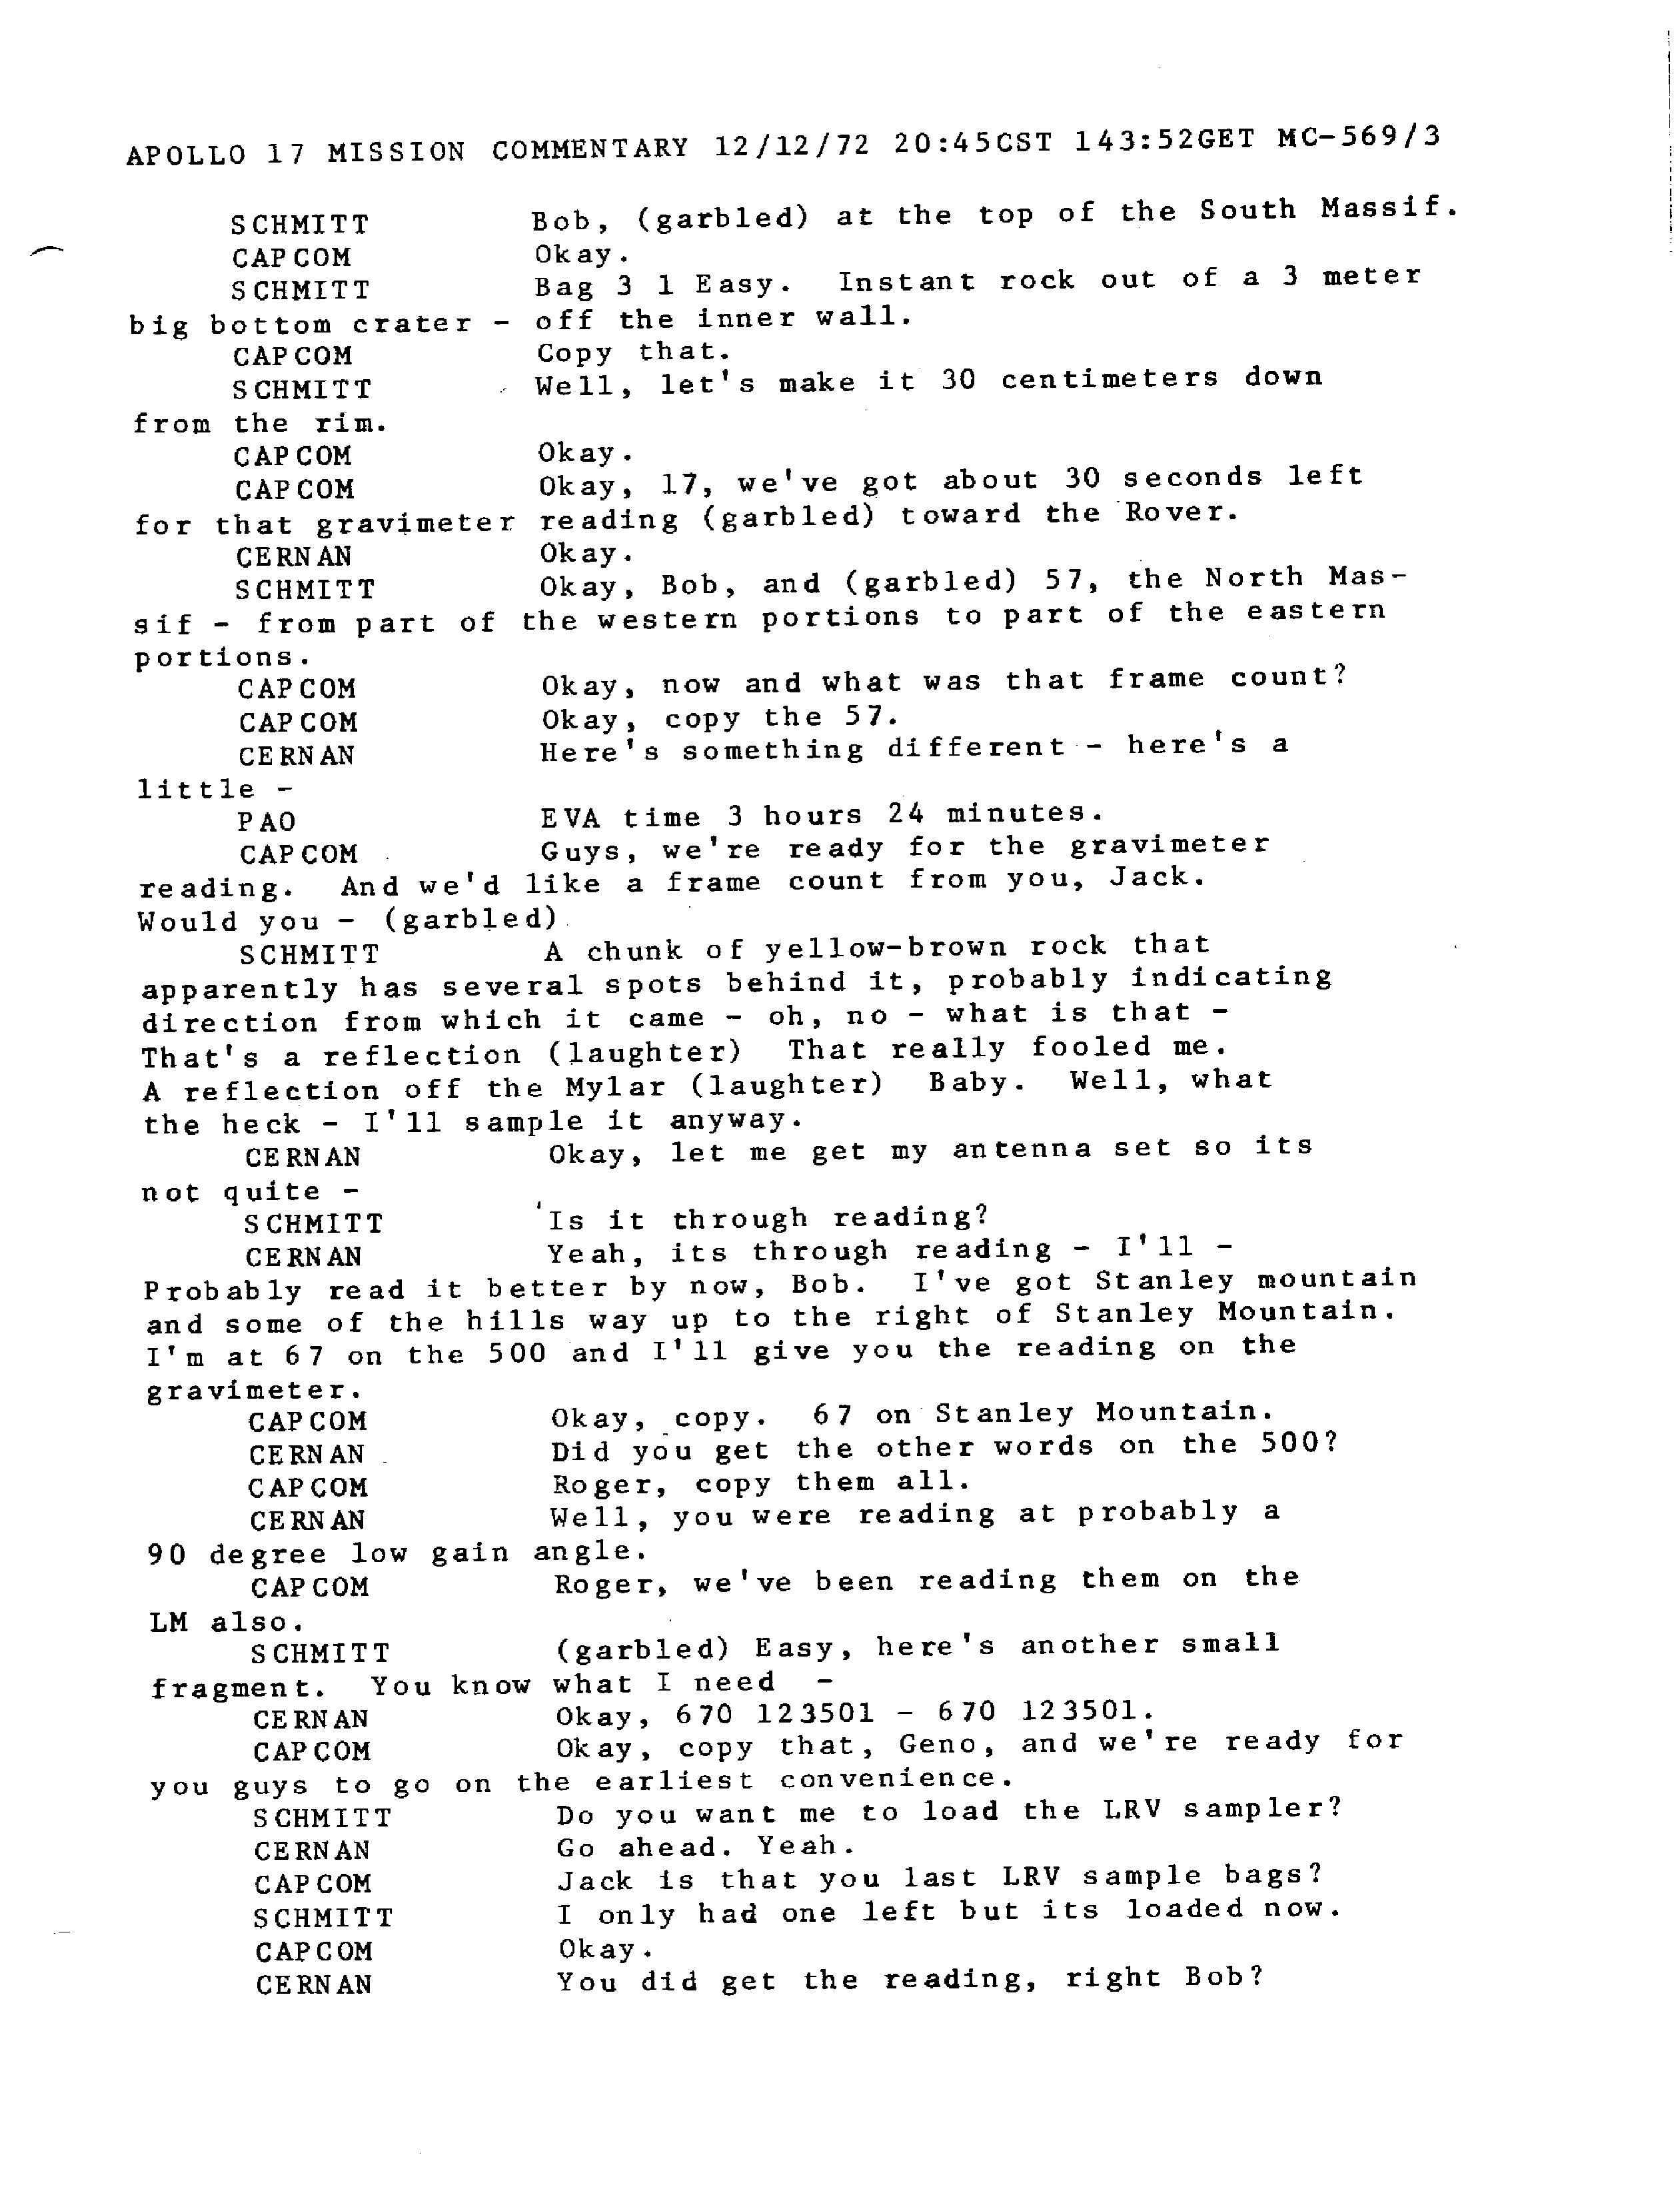 APOLLO 17 MISSION COMMENTARY 12/12/72 20:45CST 143:52GET MC-569/3
SCHMITT Bob, (garbled) at the top of the South Massif.
CAPCOM Okay.
SCHMITT Bag 3 1 Easy. Instant rock out of a 3 meter
big bottom crater - off the inner wall.
CAPCOM Copy that.
SCHMITT Well, let's make it 30 centimeters down
from the rim.
CAPCOM Okay.
CAPCOM Okay, 17, we've got about 30 seconds left
for that gravimeter reading (garbled) toward the Rover.
CERNAN Okay.
SCHMITT Okay, Bob, and (garbled) 57, the North Mas-
sif - from part of the western portions to part of the eastern
portions.
CAPCOM Okay, now and what was that frame count?
CAPCOM Okay, copy the 57.
CERNAN Here's something different - here's a
little -
PAO EVA time 3 hours 24 minutes.
CAPCOM Guys, we're ready for the gravimeter
reading. And we'd like a frame count from you, Jack.
Would you - (garbled)
SCHMITT A chunk of yellow-brown rock that
apparently has several spots behind it, probably indicating
direction from which it came - oh, no - what is that -
That's a reflection (laughter) That really fooled me.
A reflection off the Mylar (laughter) Baby. Well, what
the heck - I'll sample it anyway.
CERNAN Okay, let me get my antenna set so its
not quite -
SCHMITT Is it through reading?
CERNAN Yeah, its through reading - I'll -
Probably read it better by now, Bob. I've got Stanley mountain
and some of the hills way up to the right of Stanley Mountain.
I'm at 67 on the 500 and I'll give you the reading on the
gravimeter.
CAPCOM Okay, copy. 67 on Stanley Mountain.
CERNAN Did you get the other words on the 500?
CAPCOM Roger, copy them all.
CERNAN Well, you were reading at probably a
90 degree low gain angle.
CAPCOM Roger, we've been reading them on the
LM also.
SCHMITT (garbled) Easy, here's another small
fragment. You know what I need -
CERNAN Okay, 670 123501 - 670 123501.
CAPCOM Okay, copy that, Geno, and we're ready for
you guys to go on the earliest convenience.
SCHMITT Do you want me to load the LRV sampler?
CERNAN Go ahead. Yeah.
CAPCOM Jack is that you last LRV sample bags?
SCHMITT I only had one left but its loaded now.
CAPCOM Okay.
CERNAN You did get the reading, right Bob?